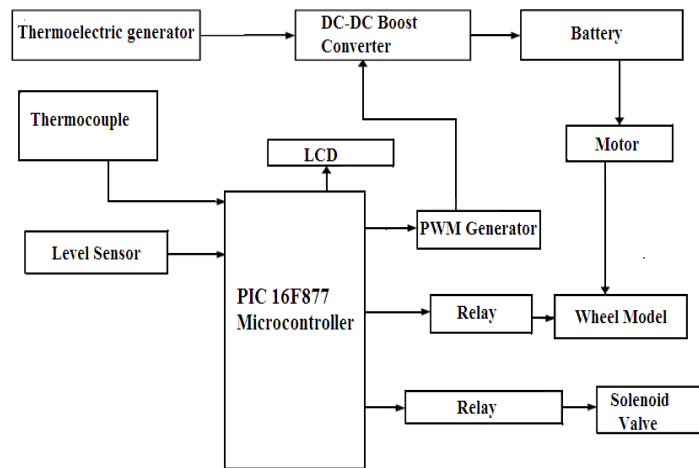 Thermoelectric generator
DC-DC Boost
Converter
Battery
Thermocouple
LCD
Motor
Level Sensor
PWM Generator
PIC 16F877
Microcontroller
Relay
Wheel Model
Relay
Solenoid
Valve